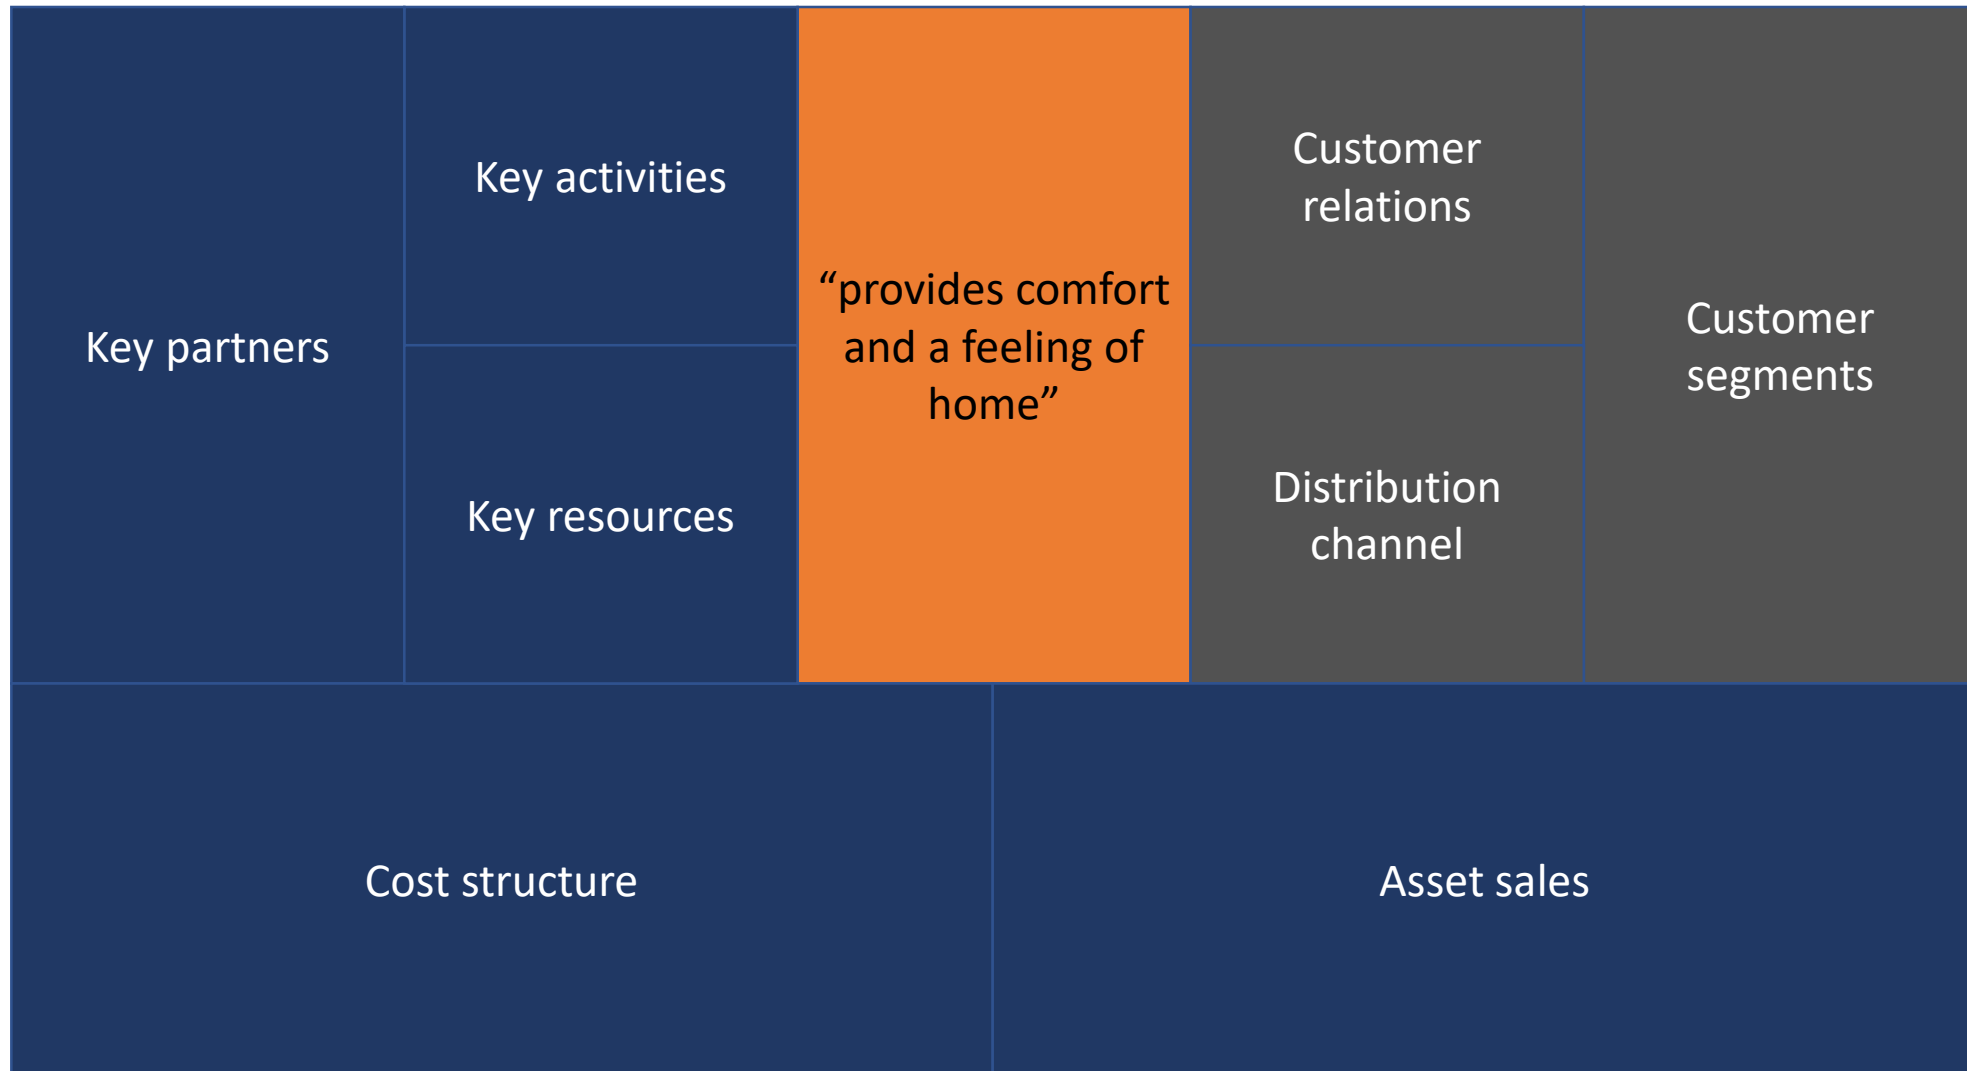 Key partners
Key activities
Key resources
“provides comfort
and a feeling of
home”
Customer
relations
Distribution
channel
Customer
segments
Cost structure
Asset sales